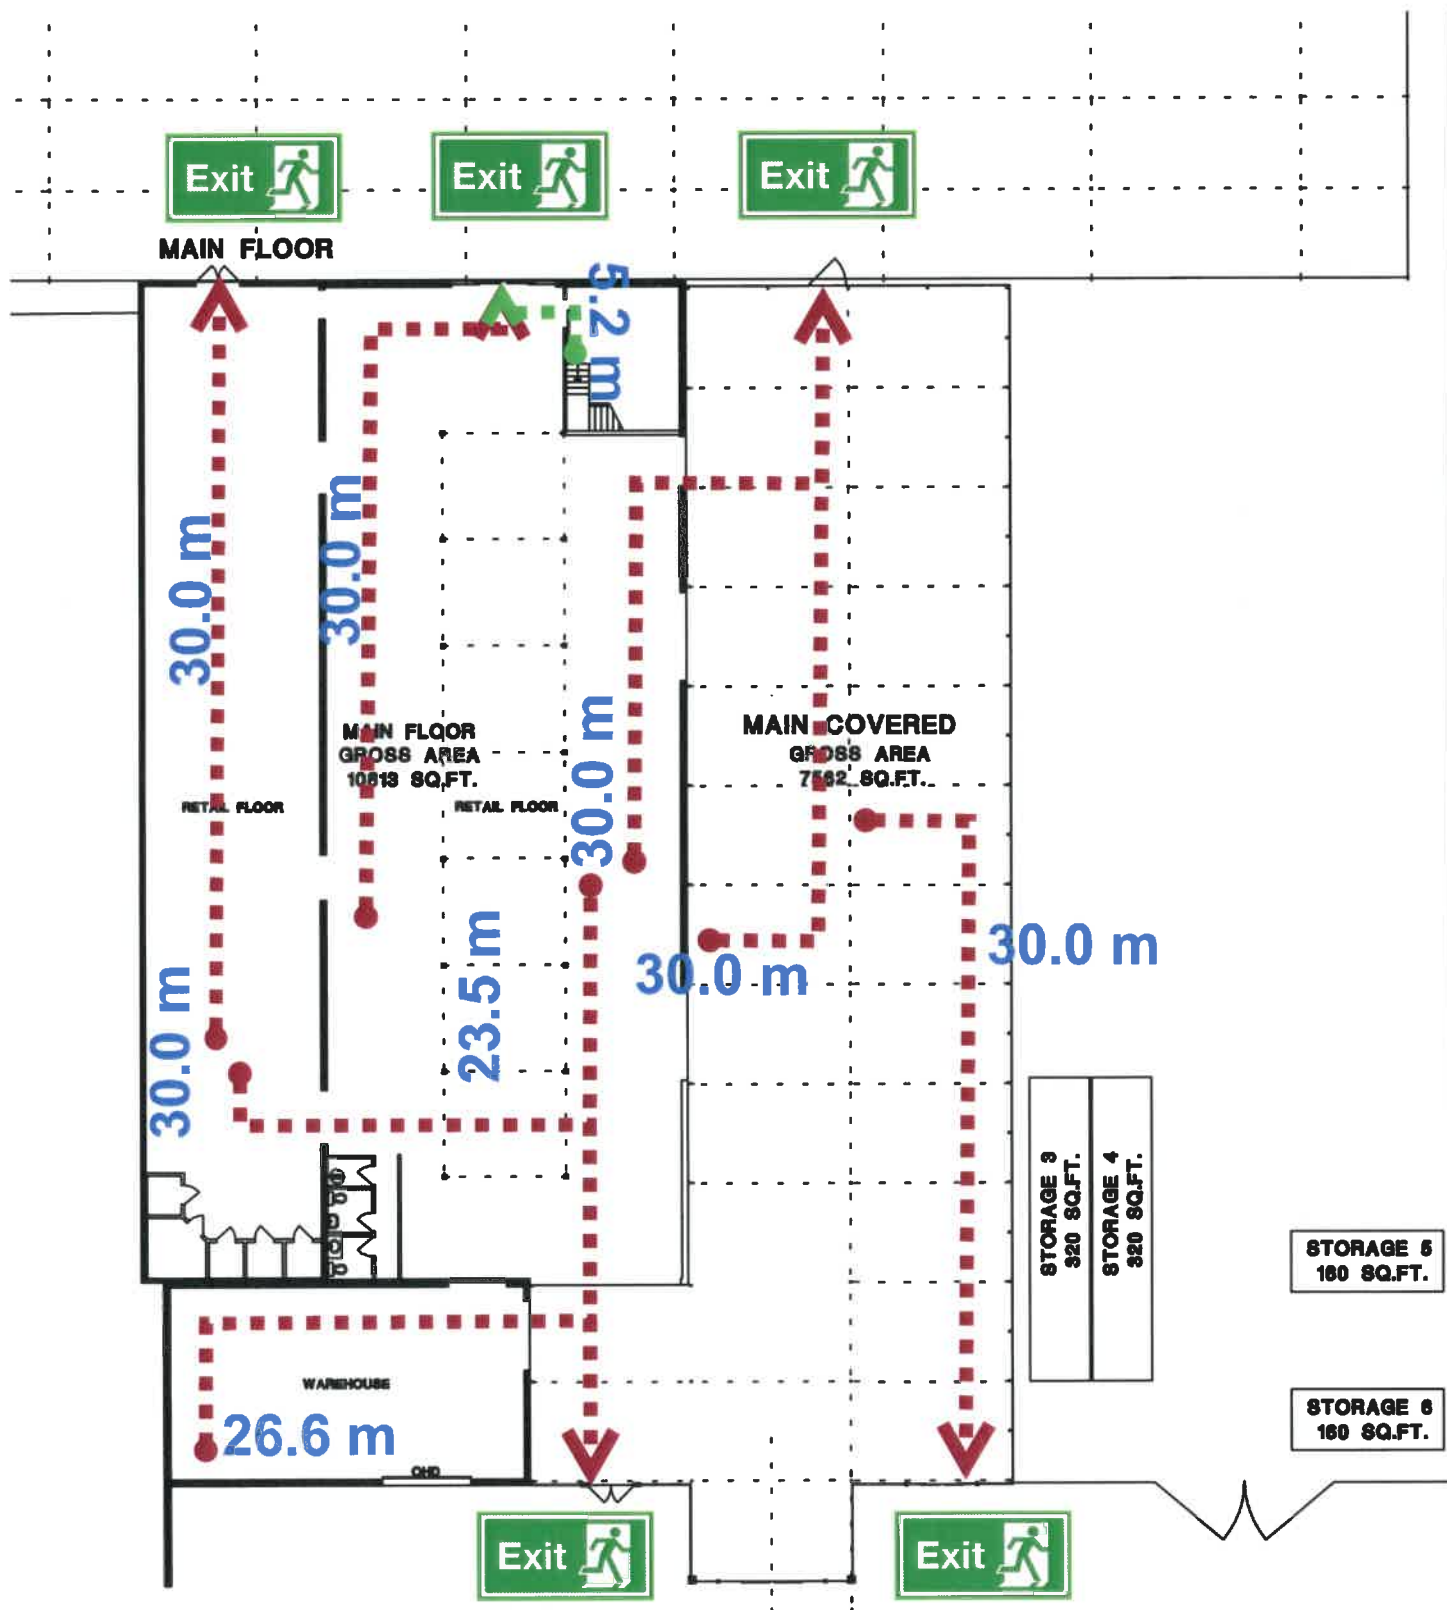 Exit
Exit
Exit
MAIN FLOOR
5.2 m
30.0 m
30.0 m
30.0 m
MAIN FLOOR
GROSS AREA
10613 SQ.FT.
MAIN COVERED
GROSS AREA
7562 SQ.FT.
RETAIL FLOOR
RETAIL FLOOR
23.5 m
30.0 m
30.0 m
30.0 m
STORAGE 3
320 SQ.FT.
STORAGE 4
320 SQ.FT.
STORAGE 5
160 SQ.FT.
WAREHOUSE
26.6 m
OHD
STORAGE 6
160 SQ.FT.
Exit
Exit